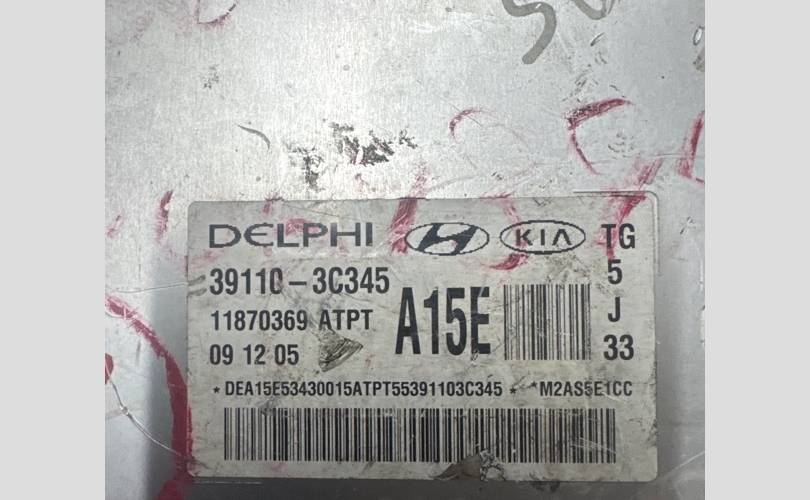 DELPHI KIA TG
39110-3C345 5
11870369 ATPT A15E J
09 12 05 33
* DEA15E53430015ATPT55391103C345 * *M2AS5E1CC